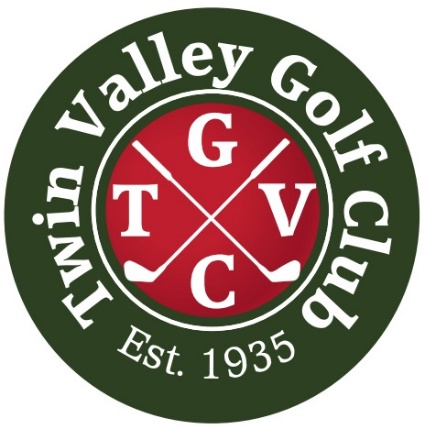 Twin Valley Golf Club
G
T V
C
Est. 1935